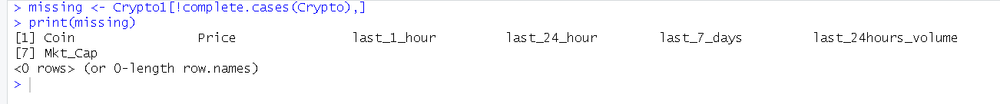 > missing <- Crypto1[!complete.cases(Crypto),]
> print(missing)
[1] Coin Price last_1_hour last_24_hour last_7_days last_24hours_volume
[7] Mkt_Cap
<0 rows> (or 0-length row.names)
>